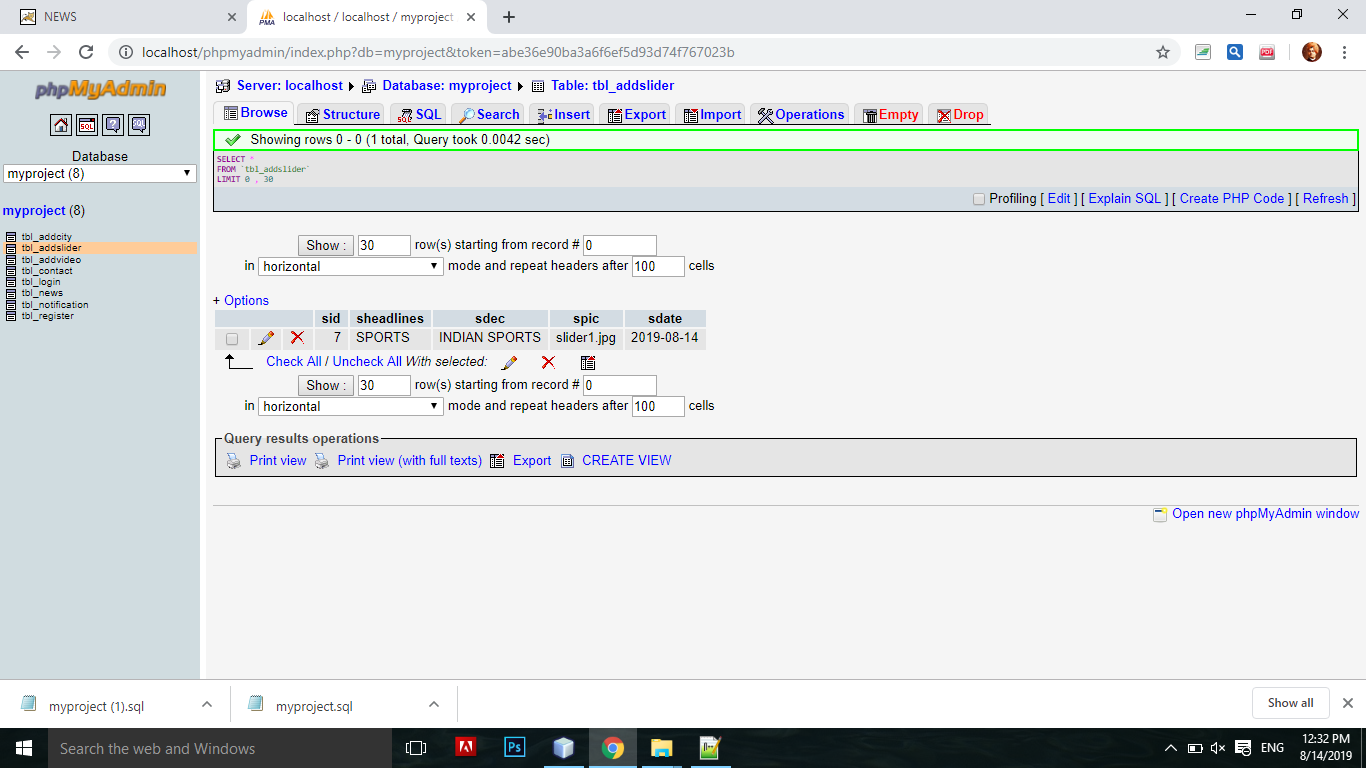 NEWS
localhost / localhost / myproject
localhost/phpmyadmin/index.php?db=myproject&token=abe36e90ba3a6f6ef5d93d74f767023b
phpMyAdmin
Server: localhost Database: myproject Table: tbl_addslider
Browse Structure SQL Search Insert Export Import Operations Empty Drop
Showing rows 0 - 0 (1 total, Query took 0.0042 sec)
SELECT *
FROM `tbl_addslider`
LIMIT 0 , 30
Profiling [ Edit ] [ Explain SQL ] [ Create PHP Code ] [ Refresh ]
Database
myproject (8)
myproject (8)
tbl_addcity
tbl_addslider
tbl_addvideo
tbl_contact
tbl_login
tbl_news
tbl_notification
tbl_register
Show : 30 row(s) starting from record # 0
in horizontal mode and repeat headers after 100 cells
+ Options
sid sheadlines sdec spic sdate
7 SPORTS INDIAN SPORTS slider1.jpg 2019-08-14
Check All / Uncheck All With selected:
Show : 30 row(s) starting from record # 0
in horizontal mode and repeat headers after 100 cells
Query results operations
Print view Print view (with full texts) Export CREATE VIEW
Open new phpMyAdmin window
myproject (1).sql
myproject.sql
Show all
Search the web and Windows
ENG
12:32 PM
8/14/2019